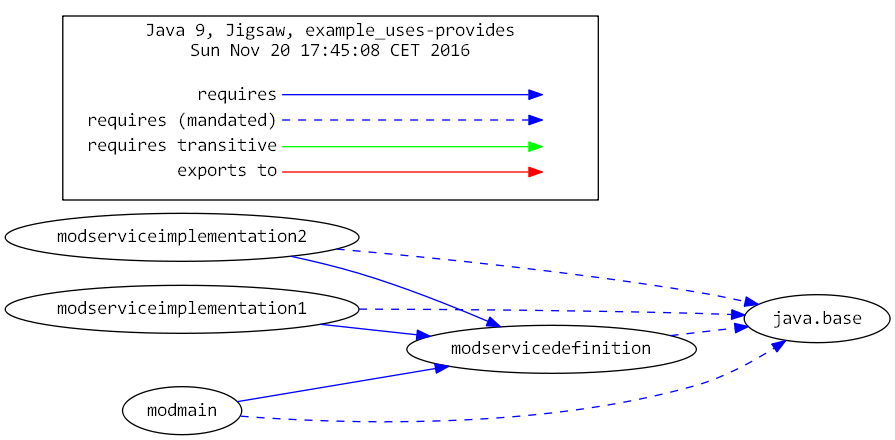 Java 9, Jigsaw, example_uses-provides
Sun Nov 20 17:45:08 CET 2016
requires
requires (mandated)
requires transitive
exports to
modserviceimplementation2
modserviceimplementation1
java.base
modservicedefinition
modmain